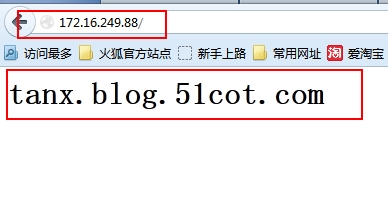 172.16.249.88/
访问最多 火狐官方站点 新手上路 常用网址 淘 爱淘宝
tanx.blog.51cot.com